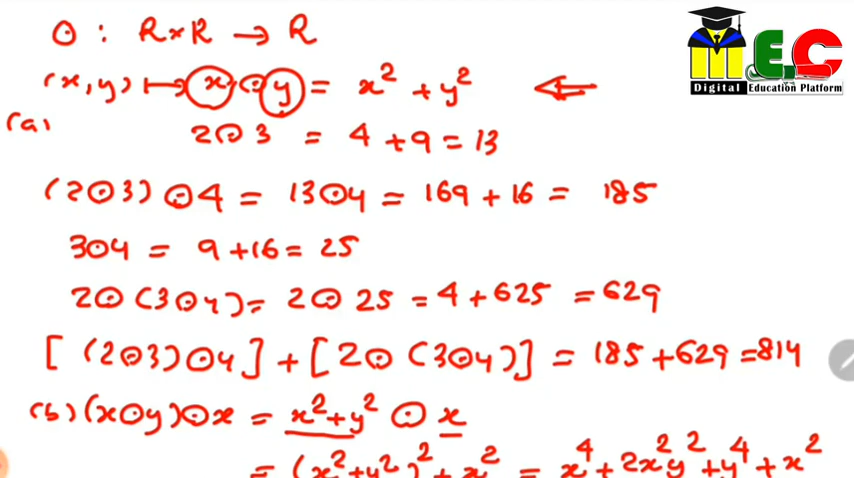 ⊙ : R×R → R
(x,y) ↦ x ⊙ y = x² + y² ⇐
(a)
2⊙3 = 4+9 = 13
(2⊙3) ⊙4 = 13⊙4 = 169 + 16 = 185
3⊙4 = 9+16 = 25
2⊙(3⊙4) = 2⊙25 = 4+625 = 629
[(2⊙3)⊙4] + [2⊙(3⊙4)] = 185+629 = 814
(b) (x⊙y)⊙x = x²+y² ⊙ x
= (x²+y²)² + x² = x⁴+2x²y²+y⁴+x²
MEC
Digital Education Platform